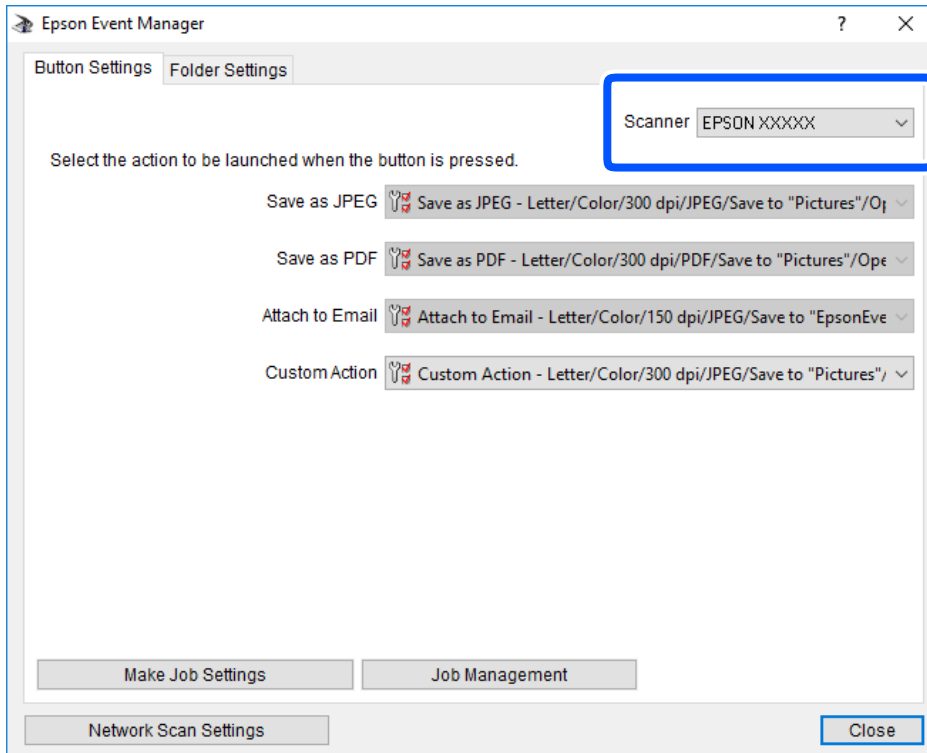 Epson Event Manager
Button Settings Folder Settings
Scanner EPSON XXXXX
Select the action to be launched when the button is pressed.
Save as JPEG Save as JPEG - Letter/Color/300 dpi/JPEG/Save to "Pictures"/Op
Save as PDF Save as PDF - Letter/Color/300 dpi/PDF/Save to "Pictures"/Ope
Attach to Email Attach to Email - Letter/Color/150 dpi/JPEG/Save to "EpsonEve
Custom Action Custom Action - Letter/Color/300 dpi/JPEG/Save to "Pictures"/
Make Job Settings Job Management
Network Scan Settings Close